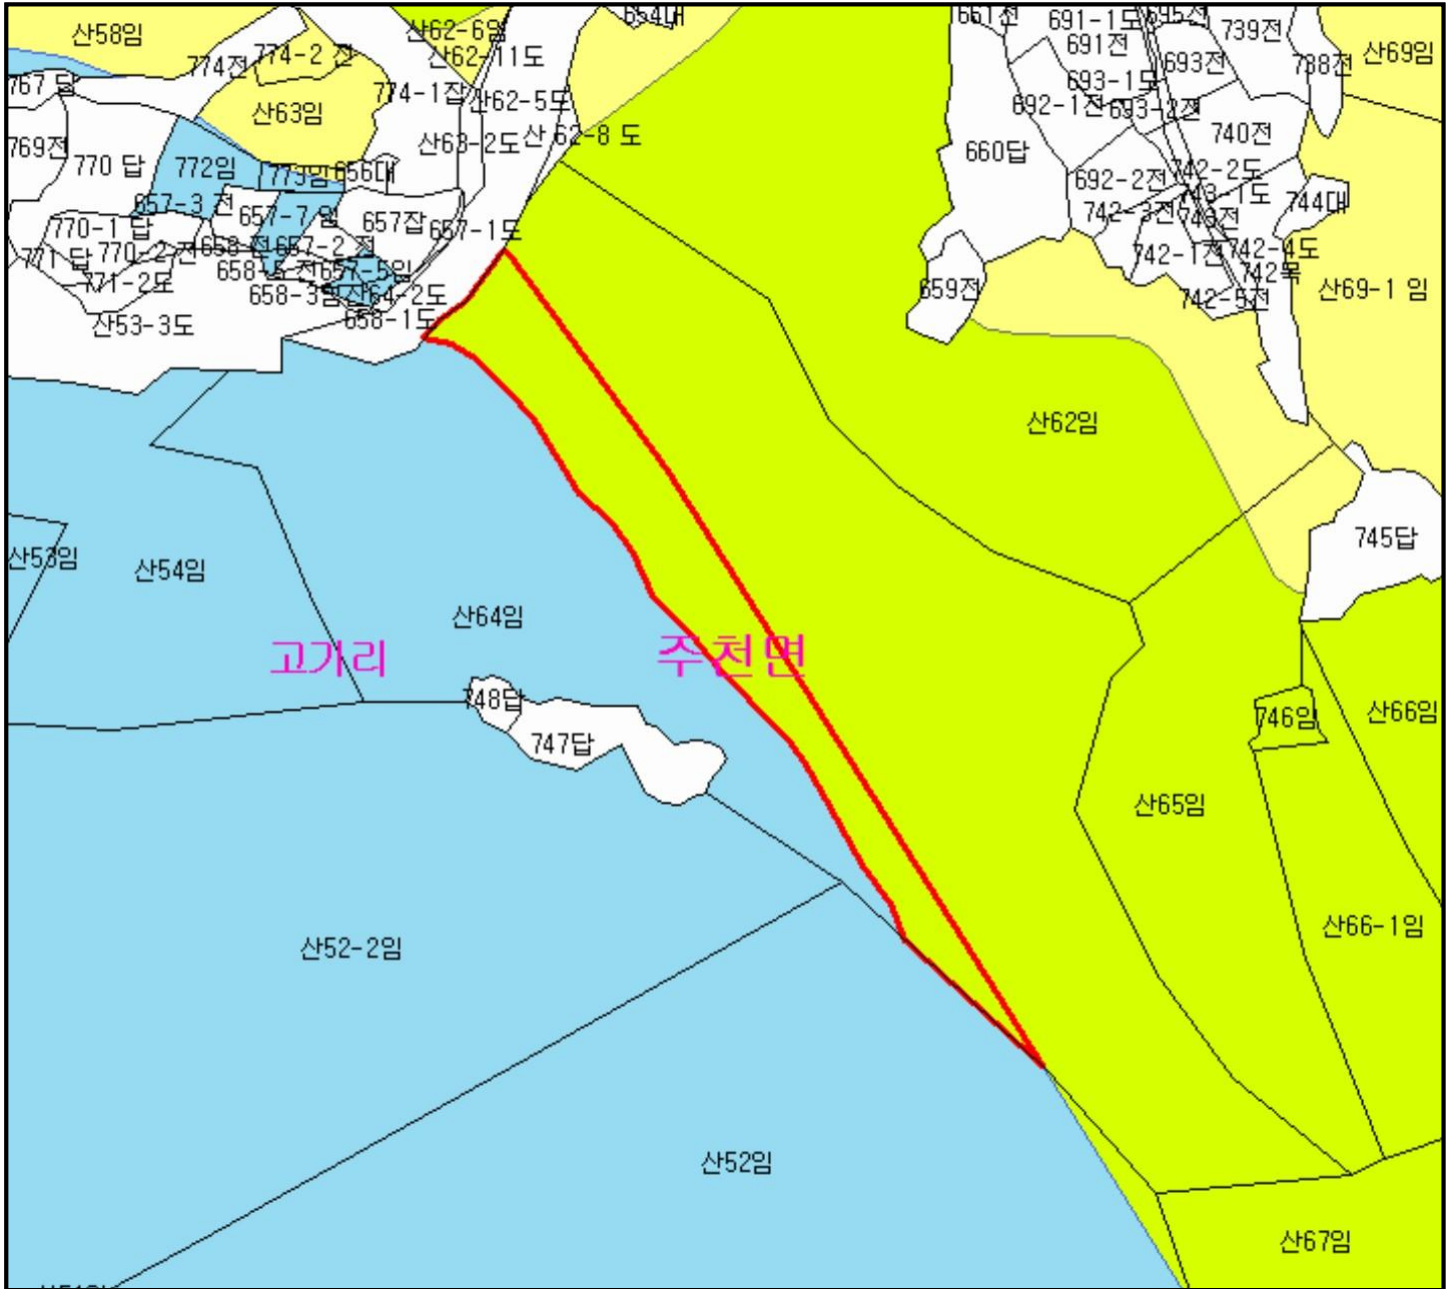 산58임
산62-6임
661전
691-1도
695전
739전
산69임
774전
774-2 전
산62-11도
691전
693전
738전
767 답
산63임
774-1잡
산62-5도
693-1도
692-1전
693-2전
769전
770 답
772임
산63-2도
산 62-8 도
660답
740전
773임
656대
692-2전
742-2도
743-1도
744대
657-3 전
657-7 임
657잡
657-1도
742-3전
743전
770-1 답
658 전
657-2 전
742-1전
742-4도
771 답
770-2 전
657-5임
742목
771-2도
658-3임
산64-2도
659전
742-5전
산69-1 임
산53-3도
658-1도
산62임
745답
산53임
산54임
산64임
고기리
주천면
748답
747답
746임
산66임
산65임
산52-2임
산66-1임
산52임
산67임